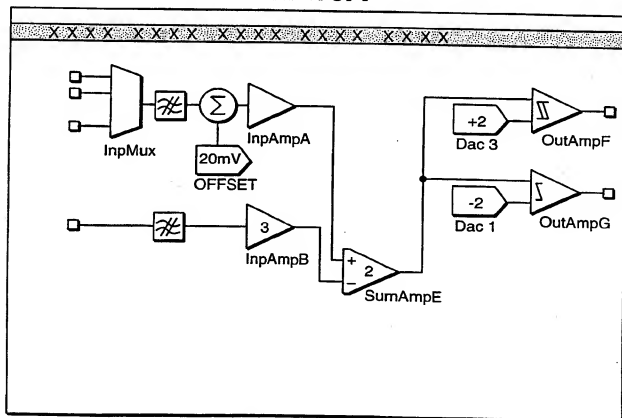 XXXX XXXX XXXX XXXX XXXX
InpMux
Σ
InpAmpA
20mV
OFFSET
+2
Dac 3
OutAmpF
-2
Dac 1
OutAmpG
3
InpAmpB
+
2
−
SumAmpE